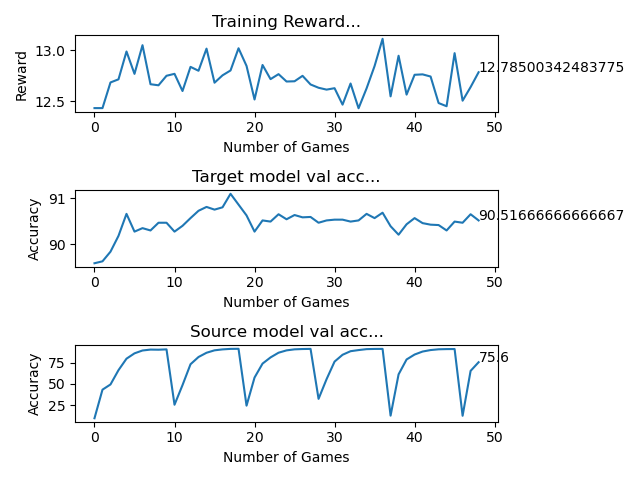 Training Reward...
Reward
13.0
12.5
12.78500342483775
0 10 20 30 40 50
Number of Games
Target model val acc...
Accuracy
91
90
90.51666666666667
0 10 20 30 40 50
Number of Games
Source model val acc...
Accuracy
75
50
25
75.6
0 10 20 30 40 50
Number of Games